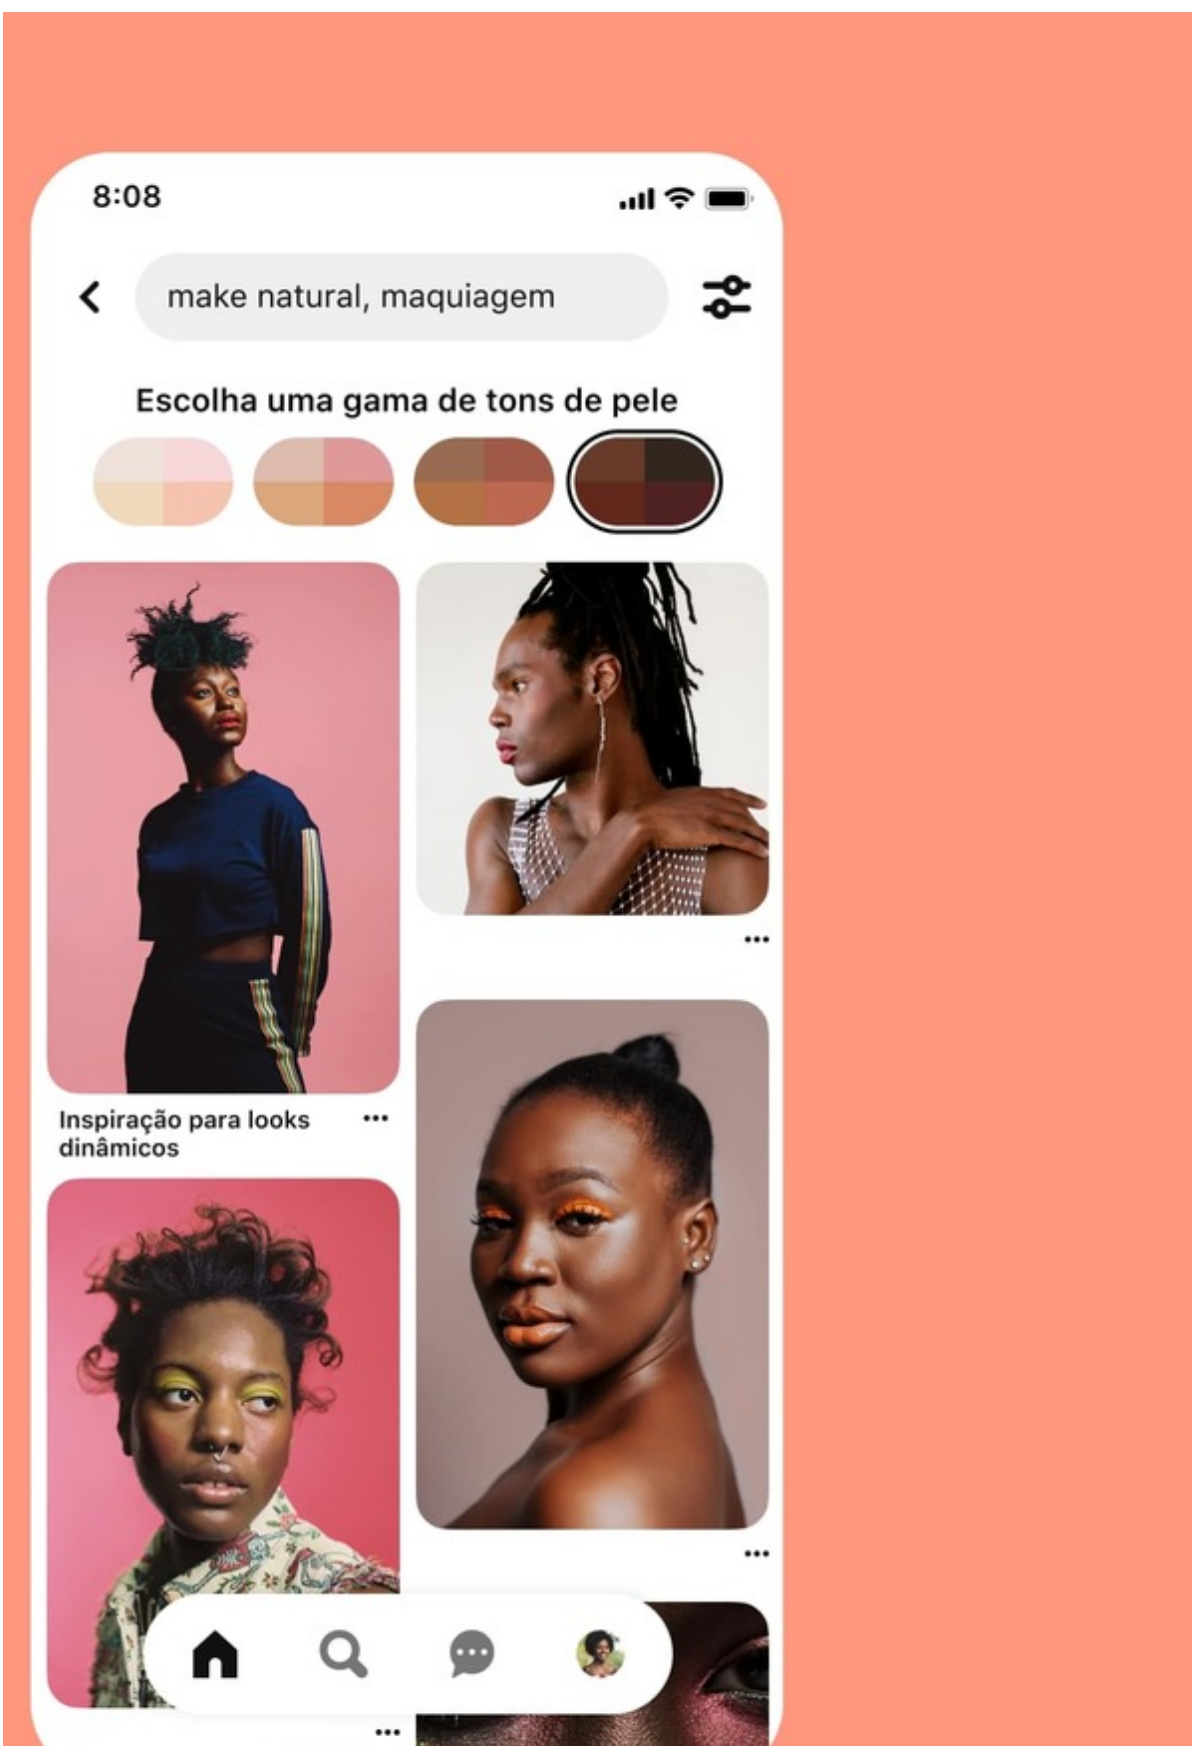 8:08
make natural, maquiagem
Escolha uma gama de tons de pele
Inspiração para looks
dinâmicos